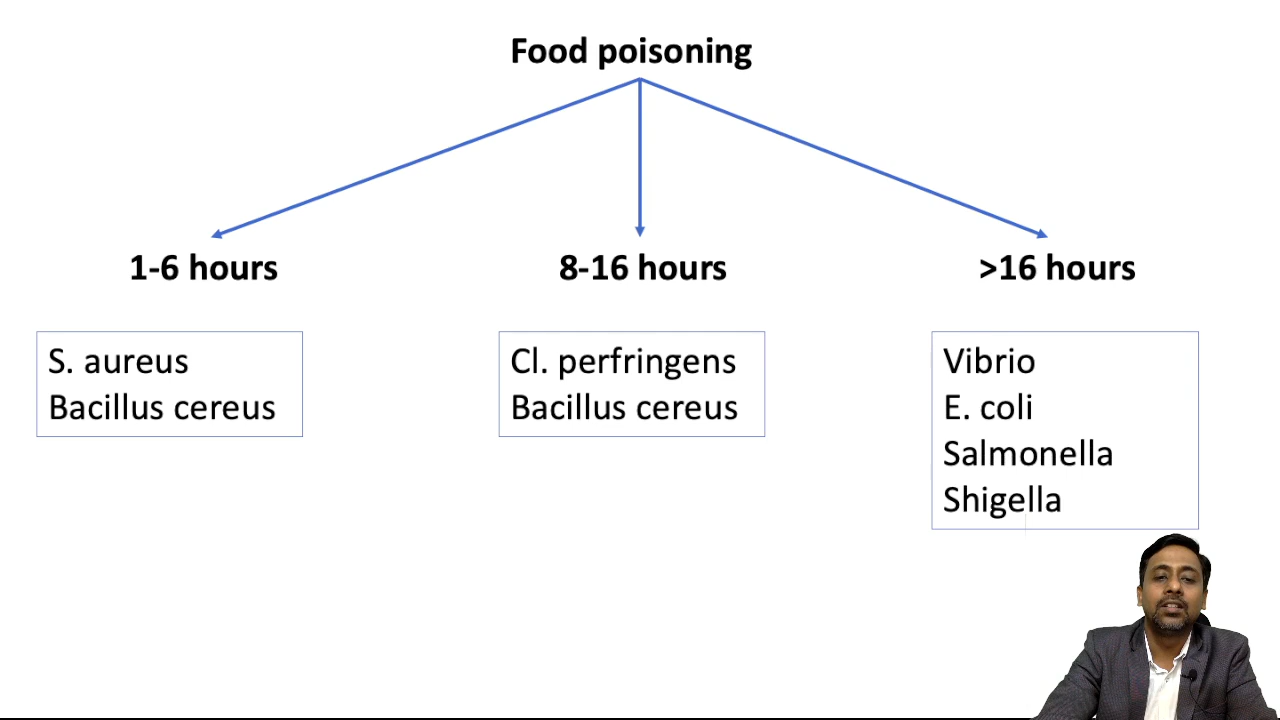 Food poisoning
1-6 hours
8-16 hours
>16 hours
S. aureus
Bacillus cereus
Cl. perfringens
Bacillus cereus
Vibrio
E. coli
Salmonella
Shigella